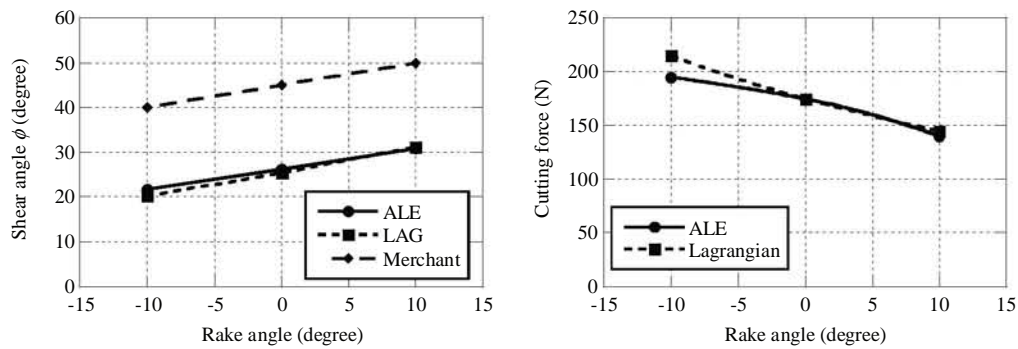 60
50
40
30
20
10
0
-15 -10 -5 0 5 10 15
Shear angle ϕ (degree)
Rake angle (degree)
ALE
LAG
Merchant
250
200
150
100
50
0
-15 -10 -5 0 5 10 15
Cutting force (N)
Rake angle (degree)
ALE
Lagrangian